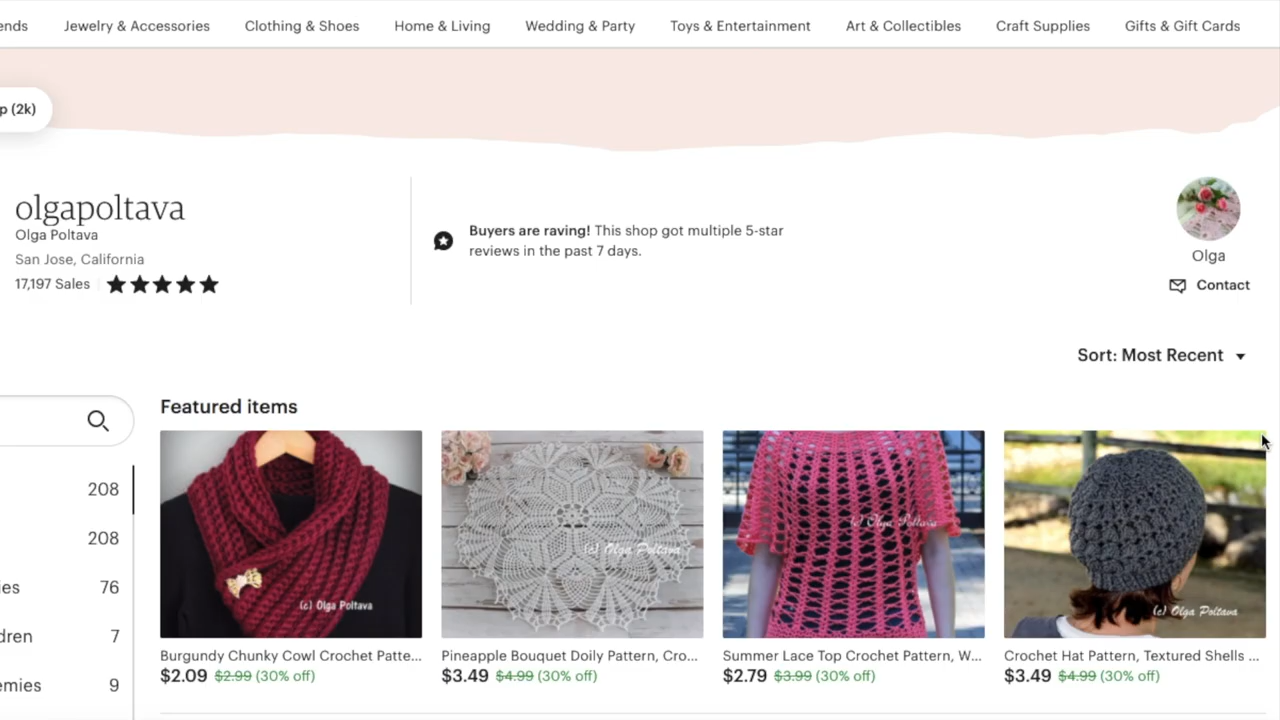 ends Jewelry & Accessories Clothing & Shoes Home & Living Wedding & Party Toys & Entertainment Art & Collectibles Craft Supplies Gifts & Gift Cards
p (2k)
olgapoltava
Olga Poltava
San Jose, California
17,197 Sales
Buyers are raving! This shop got multiple 5-star
reviews in the past 7 days.
Olga
Contact
Sort: Most Recent
208
208
ies 76
dren 7
emies 9
Featured items
(c) Olga Poltava
Burgundy Chunky Cowl Crochet Patte...
$2.09 $2.99 (30% off)
(c) Olga Poltava
Pineapple Bouquet Doily Pattern, Cro...
$3.49 $4.99 (30% off)
(c) Olga Poltava
Summer Lace Top Crochet Pattern, W...
$2.79 $3.99 (30% off)
(c) Olga Poltava
Crochet Hat Pattern, Textured Shells ...
$3.49 $4.99 (30% off)